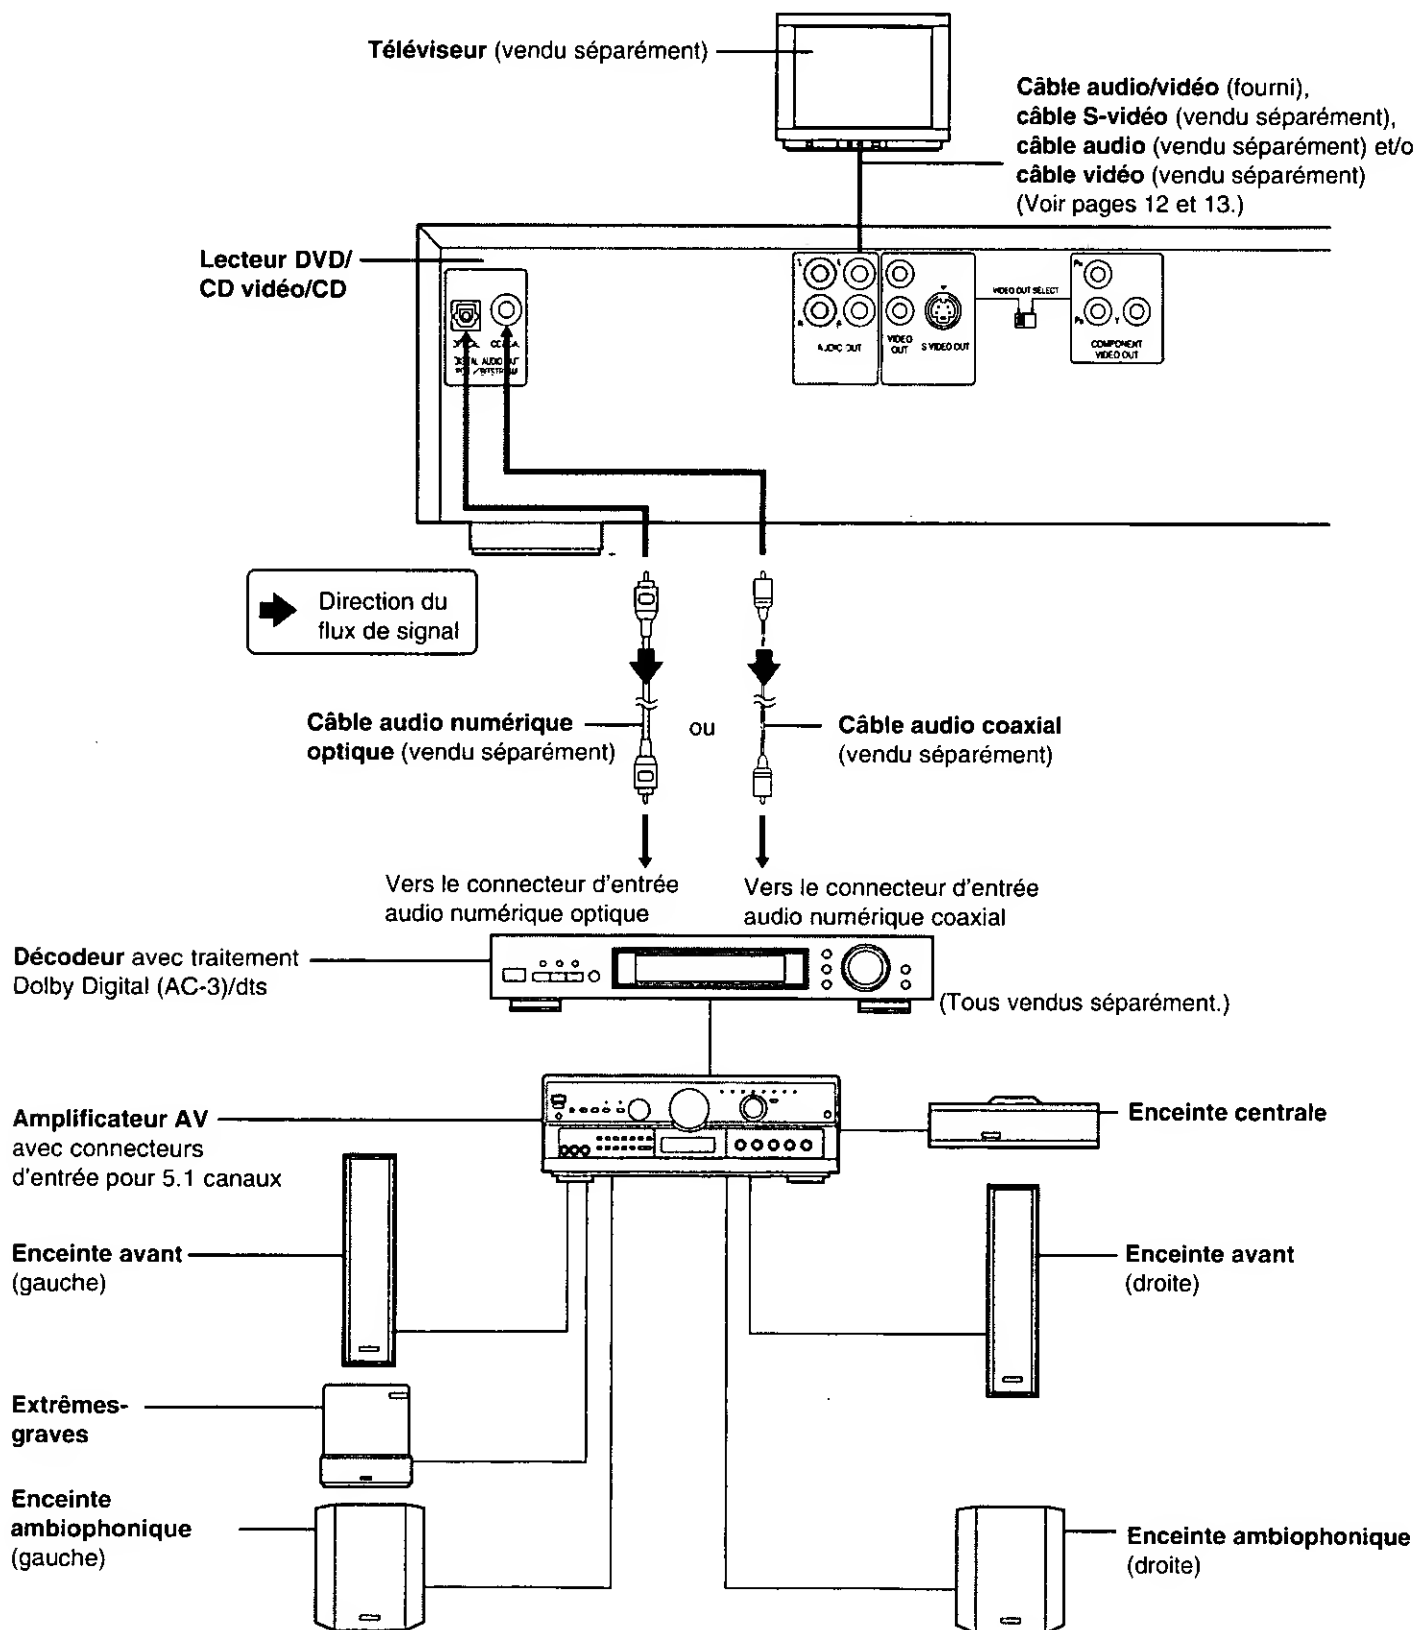 Téléviseur (vendu séparément)
Câble audio/vidéo (fourni),
câble S-vidéo (vendu séparément),
câble audio (vendu séparément) et/o
câble vidéo (vendu séparément)
(Voir pages 12 et 13.)
Lecteur DVD/
CD vidéo/CD
L L
R R
AUDIO OUT
VIDEO
OUT
S VIDEO OUT
VIDEO OUT SELECT
Y
COMPONENT
VIDEO OUT
DIGITAL AUDIO OUT
Direction du
flux de signal
Câble audio numérique
optique (vendu séparément)
ou
Câble audio coaxial
(vendu séparément)
Vers le connecteur d'entrée
audio numérique optique
Vers le connecteur d'entrée
audio numérique coaxial
Décodeur avec traitement
Dolby Digital (AC-3)/dts
(Tous vendus séparément.)
Amplificateur AV
avec connecteurs
d'entrée pour 5.1 canaux
Enceinte centrale
Enceinte avant
(gauche)
Enceinte avant
(droite)
Extrêmes-
graves
Enceinte
ambiophonique
(gauche)
Enceinte ambiophonique
(droite)